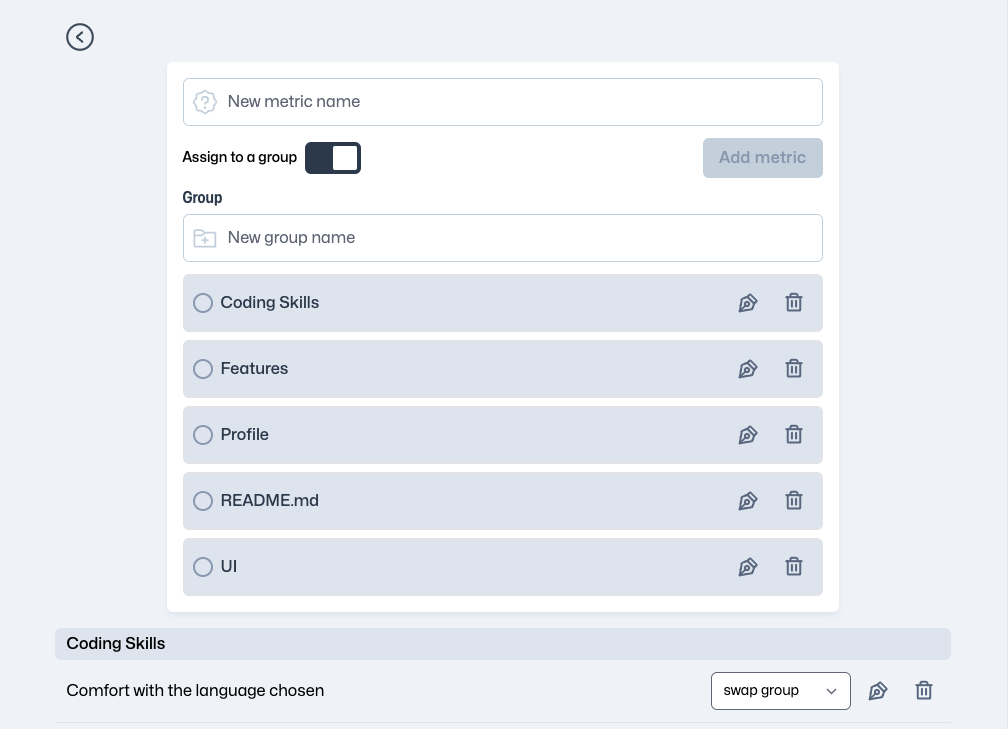 New metric name
Assign to a group
Add metric
Group
New group name
Coding Skills
Features
Profile
README.md
UI
Coding Skills
Comfort with the language chosen
swap group